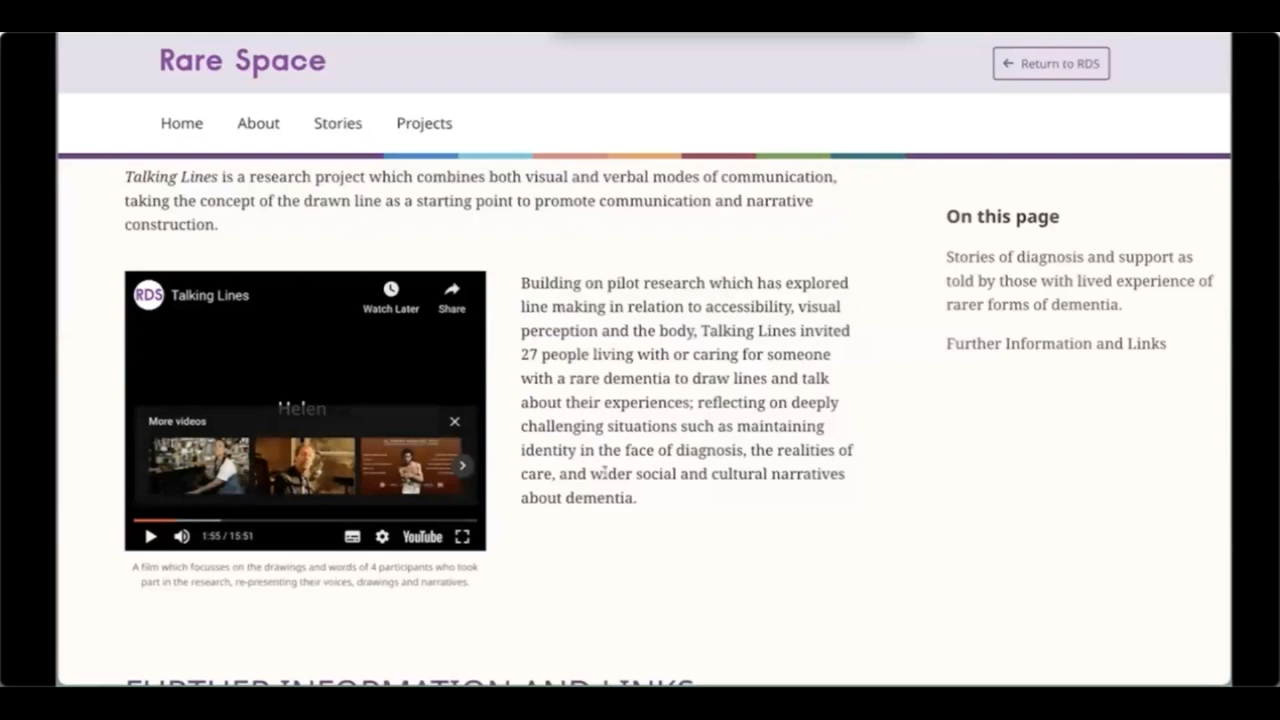 Rare Space
← Return to RDS
Home About Stories Projects
Talking Lines is a research project which combines both visual and verbal modes of communication,
taking the concept of the drawn line as a starting point to promote communication and narrative
construction.
RDS Talking Lines
Watch Later Share
Helen
More videos
1:55 / 15:51
YouTube
A film which focusses on the drawings and words of 4 participants who took
part in the research, re-presenting their voices, drawings and narratives.
Building on pilot research which has explored
line making in relation to accessibility, visual
perception and the body, Talking Lines invited
27 people living with or caring for someone
with a rare dementia to draw lines and talk
about their experiences; reflecting on deeply
challenging situations such as maintaining
identity in the face of diagnosis, the realities of
care, and wider social and cultural narratives
about dementia.
On this page
Stories of diagnosis and support as
told by those with lived experience of
rarer forms of dementia.
Further Information and Links
FURTHER INFORMATION AND LINKS